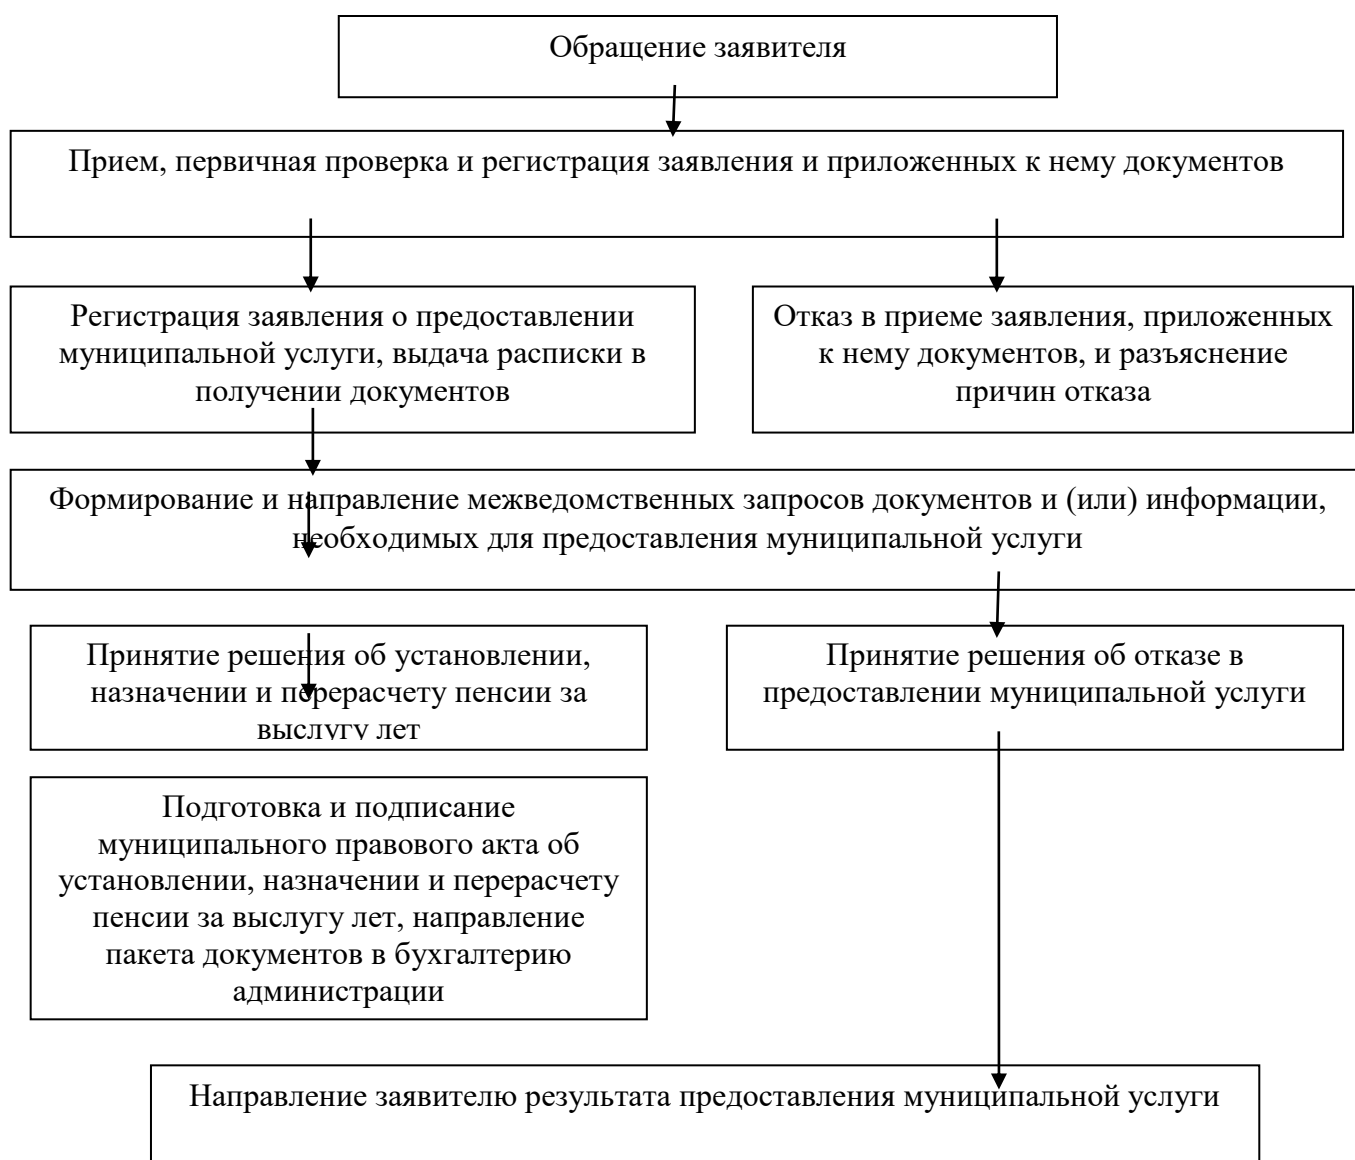 Обращение заявителя
Прием, первичная проверка и регистрация заявления и приложенных к нему документов
Регистрация заявления о предоставлении
муниципальной услуги, выдача расписки в
получении документов
Отказ в приеме заявления, приложенных
к нему документов, и разъяснение
причин отказа
Формирование и направление межведомственных запросов документов и (или) информации,
необходимых для предоставления муниципальной услуги
Принятие решения об установлении,
назначении и перерасчету пенсии за
выслугу лет
Принятие решения об отказе в
предоставлении муниципальной услуги
Подготовка и подписание
муниципального правового акта об
установлении, назначении и перерасчету
пенсии за выслугу лет, направление
пакета документов в бухгалтерию
администрации
Направление заявителю результата предоставления муниципальной услуги